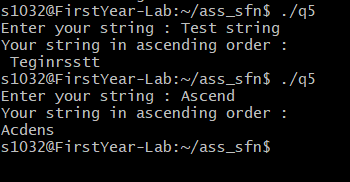 s1032@FirstYear-Lab:~/ass_sfn$ ./q5
Enter your string : Test string
Your string in ascending order :
 Teginrsstt
s1032@FirstYear-Lab:~/ass_sfn$ ./q5
Enter your string : Ascend
Your string in ascending order :
Acdens
s1032@FirstYear-Lab:~/ass_sfn$